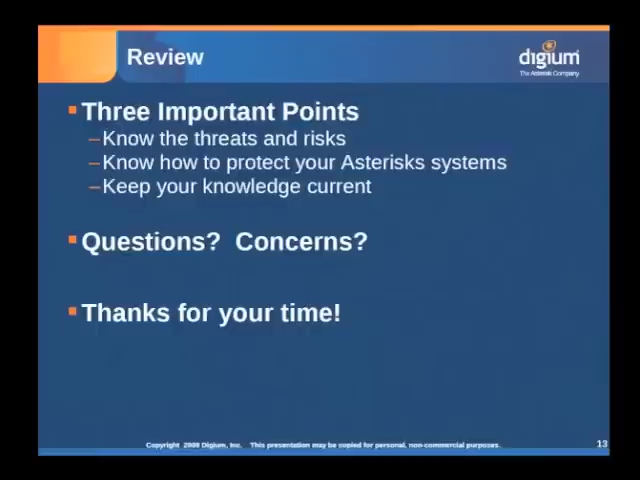 Review
digium
The Asterisk Company
Three Important Points
–Know the threats and risks
–Know how to protect your Asterisks systems
–Keep your knowledge current
Questions? Concerns?
Thanks for your time!
Copyright Digium, Inc. This presentation may be copied for personal, non-commercial purposes.
13